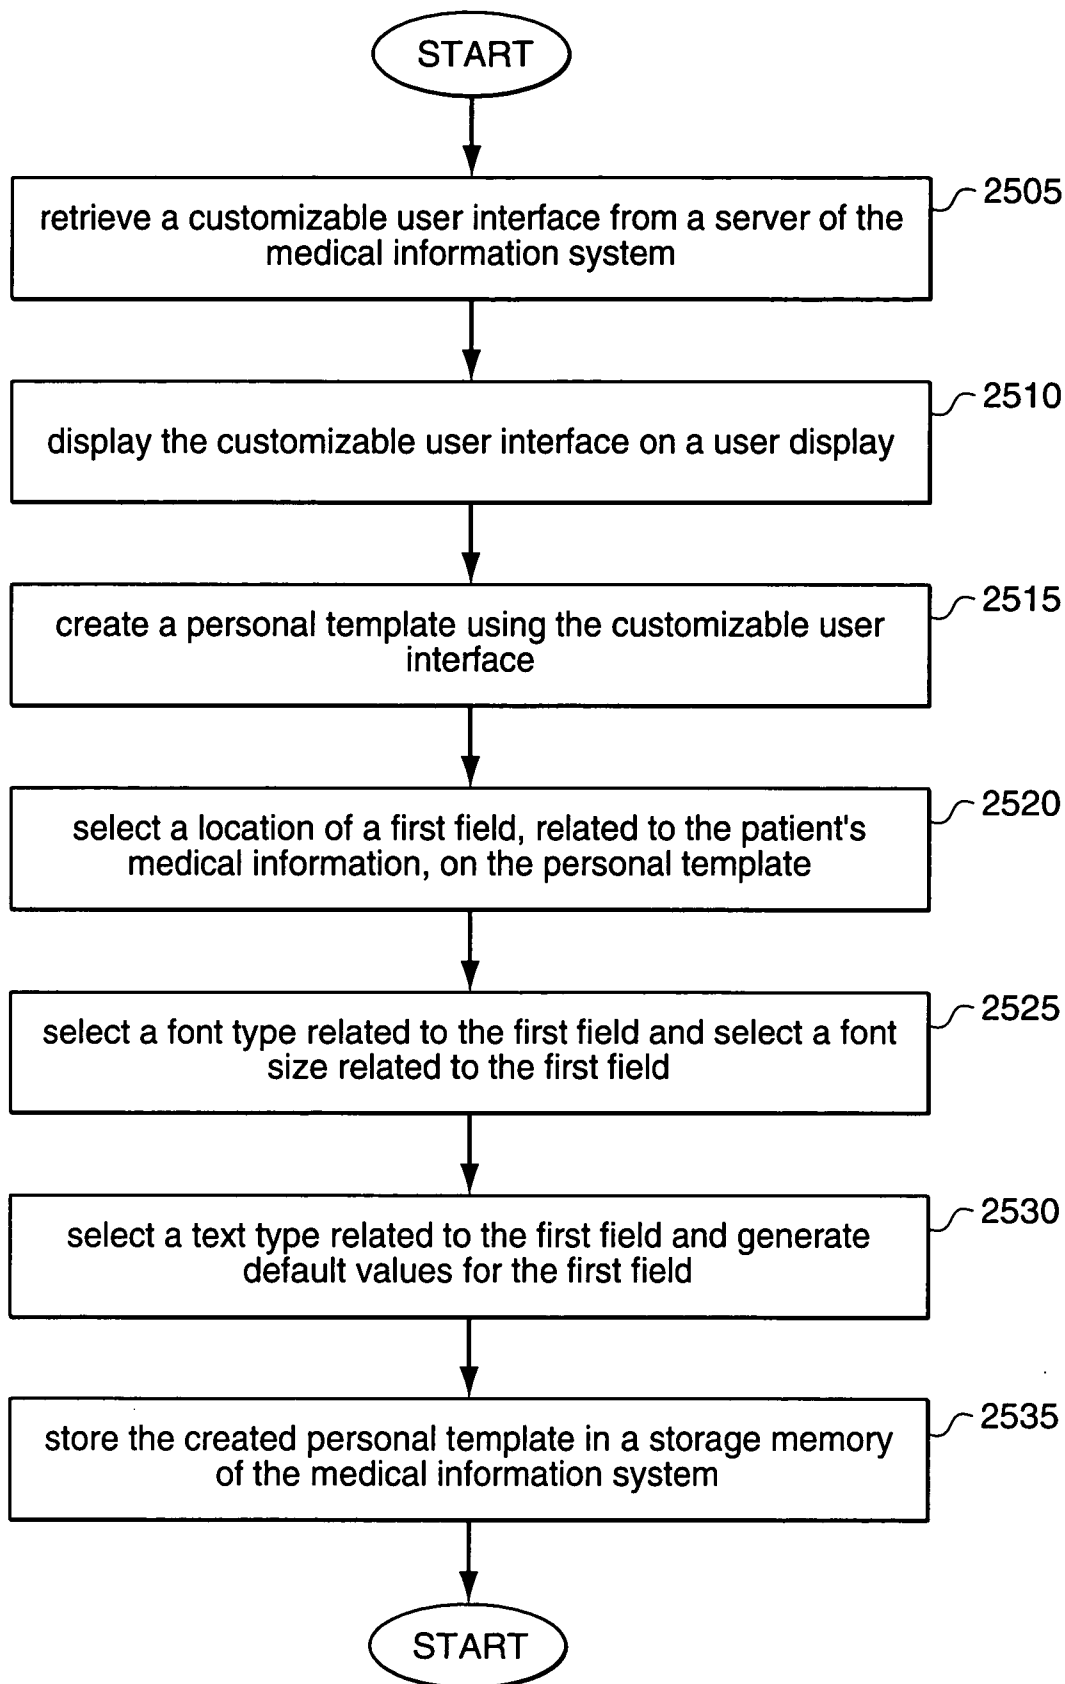 START
retrieve a customizable user interface from a server of the
medical information system
2505
display the customizable user interface on a user display
2510
create a personal template using the customizable user
interface
2515
select a location of a first field, related to the patient's
medical information, on the personal template
2520
select a font type related to the first field and select a font
size related to the first field
2525
select a text type related to the first field and generate
default values for the first field
2530
store the created personal template in a storage memory
of the medical information system
2535
START